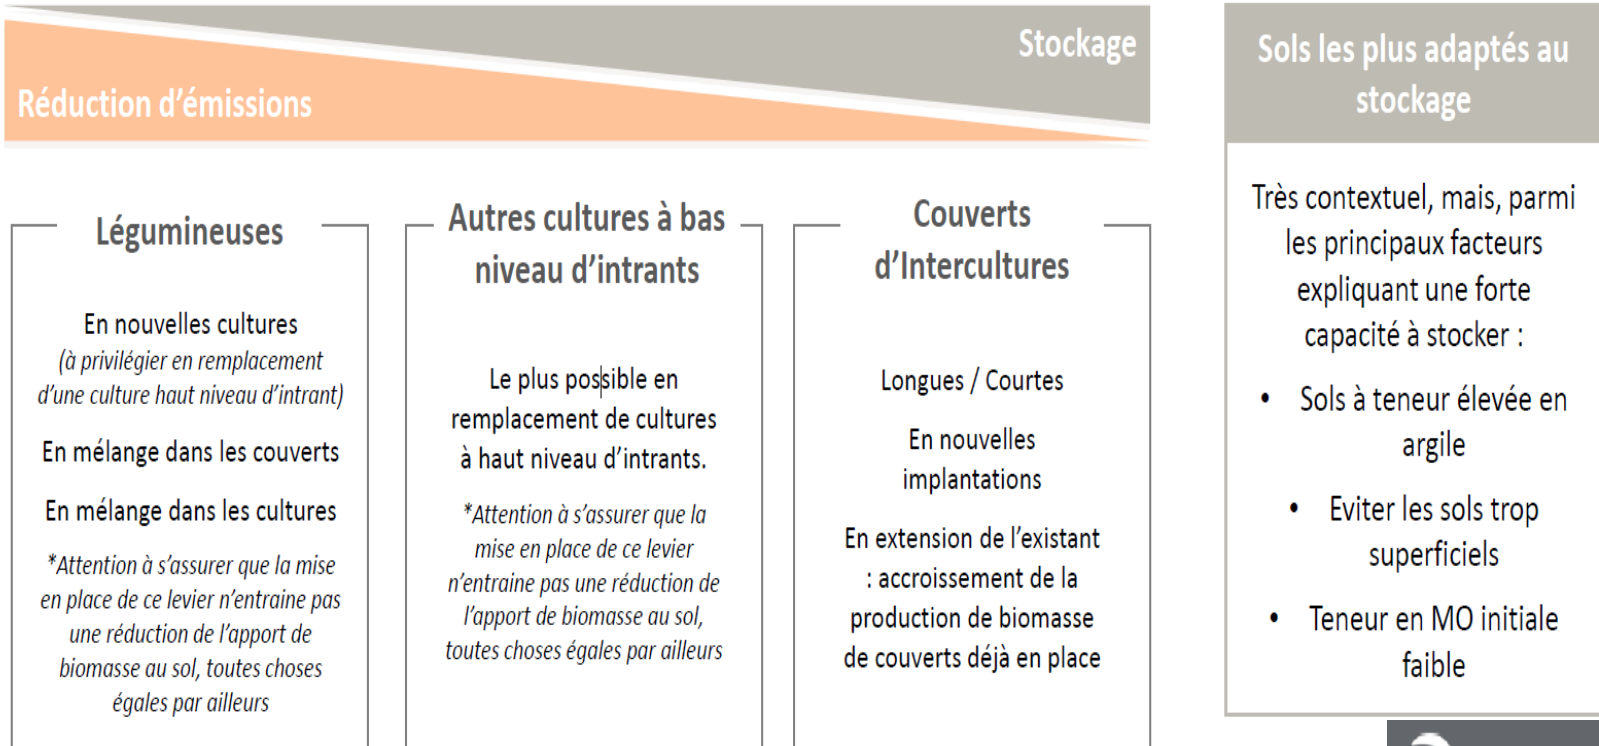 Stockage
Réduction d'émissions
Légumineuses
En nouvelles cultures
(à privilégier en remplacement
d'une culture haut niveau d'intrant)
En mélange dans les couverts
En mélange dans les cultures
*Attention à s'assurer que la mise
en place de ce levier n'entraine pas
une réduction de l'apport de
biomasse au sol, toutes choses
égales par ailleurs
Autres cultures à bas
niveau d'intrants
Le plus possible en
remplacement de cultures
à haut niveau d'intrants.
*Attention à s'assurer que la
mise en place de ce levier
n'entraine pas une réduction de
l'apport de biomasse au sol,
toutes choses égales par ailleurs
Couverts
d'Intercultures
Longues / Courtes
En nouvelles
implantations
En extension de l'existant
: accroissement de la
production de biomasse
de couverts déjà en place
Sols les plus adaptés au
stockage
Très contextuel, mais, parmi
les principaux facteurs
expliquant une forte
capacité à stocker :
• Sols à teneur élevée en
argile
• Eviter les sols trop
superficiels
• Teneur en MO initiale
faible